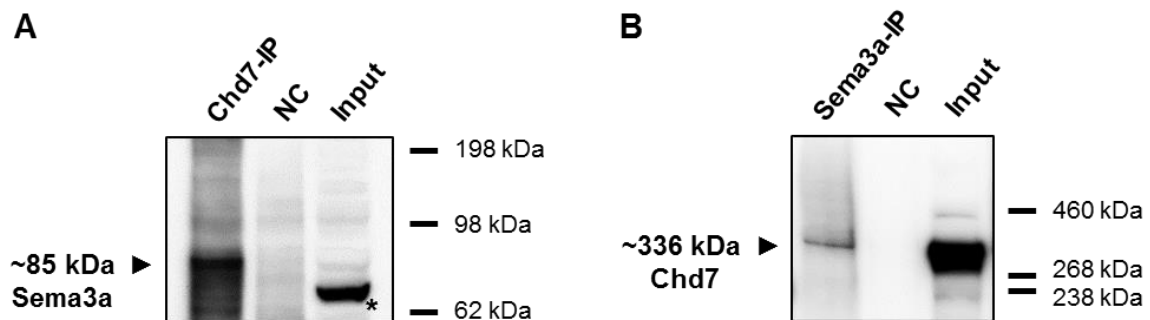 A
Chd7-IP
NC
Input
198 kDa
98 kDa
~85 kDa
Sema3a
*
62 kDa
B
Sema3a-IP
NC
Input
460 kDa
~336 kDa
Chd7
268 kDa
238 kDa